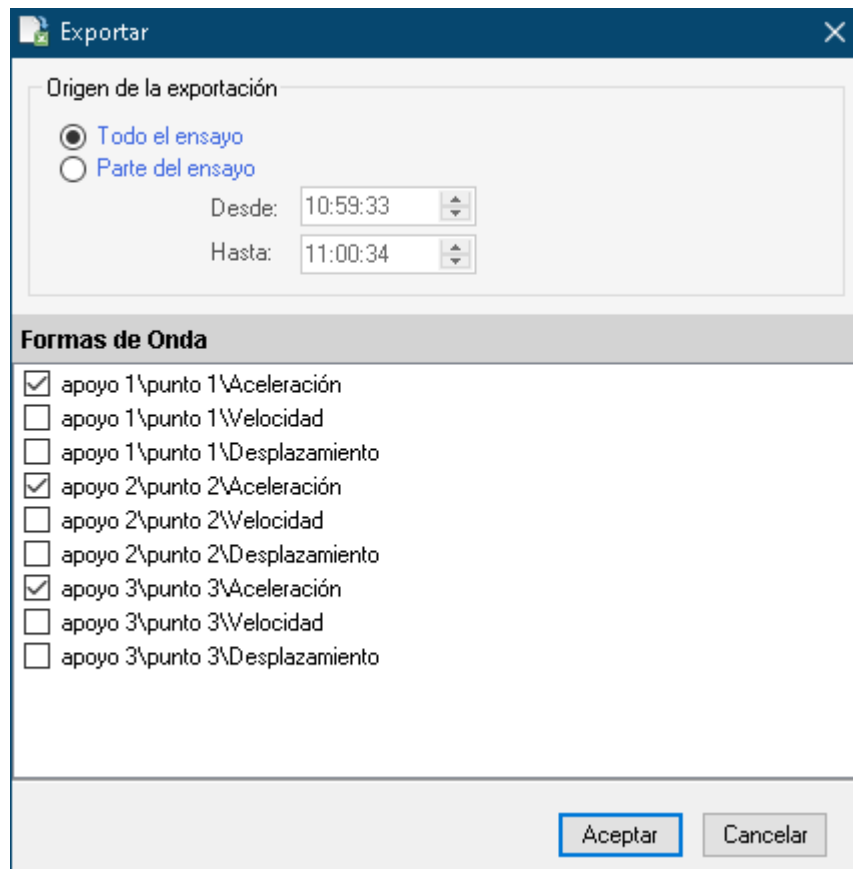 Exportar
Origen de la exportación
Todo el ensayo
Parte del ensayo
Desde: 10:59:33
Hasta: 11:00:34
Formas de Onda
apoyo 1\punto 1\Aceleración
apoyo 1\punto 1\Velocidad
apoyo 1\punto 1\Desplazamiento
apoyo 2\punto 2\Aceleración
apoyo 2\punto 2\Velocidad
apoyo 2\punto 2\Desplazamiento
apoyo 3\punto 3\Aceleración
apoyo 3\punto 3\Velocidad
apoyo 3\punto 3\Desplazamiento
Aceptar Cancelar